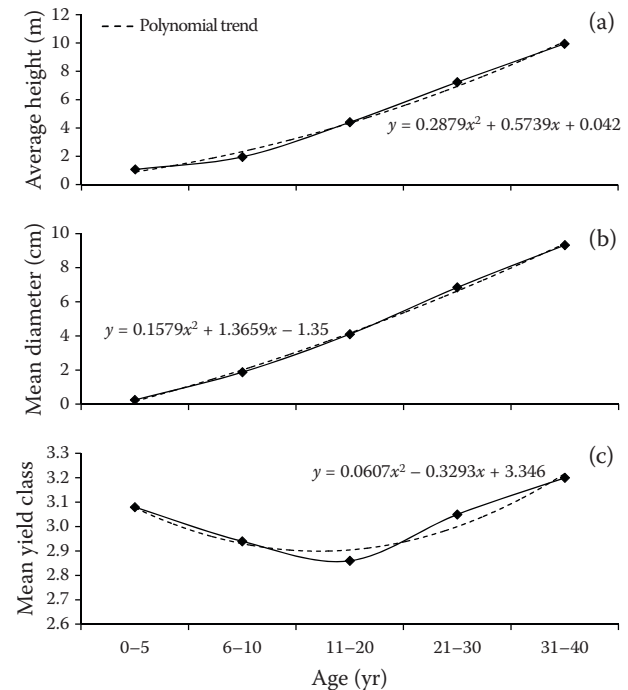 (a)
Average height (m)
12
10
8
6
4
2
0
--- Polynomial trend
y = 0.2879x² + 0.5739x + 0.042
(b)
Mean diameter (cm)
10
8
6
4
2
0
y = 0.1579x² + 1.3659x − 1.35
(c)
Mean yield class
3.3
3.2
3.1
3.0
2.9
2.8
2.7
2.6
y = 0.0607x² − 0.3293x + 3.346
0–5 6–10 11–20 21–30 31–40
Age (yr)